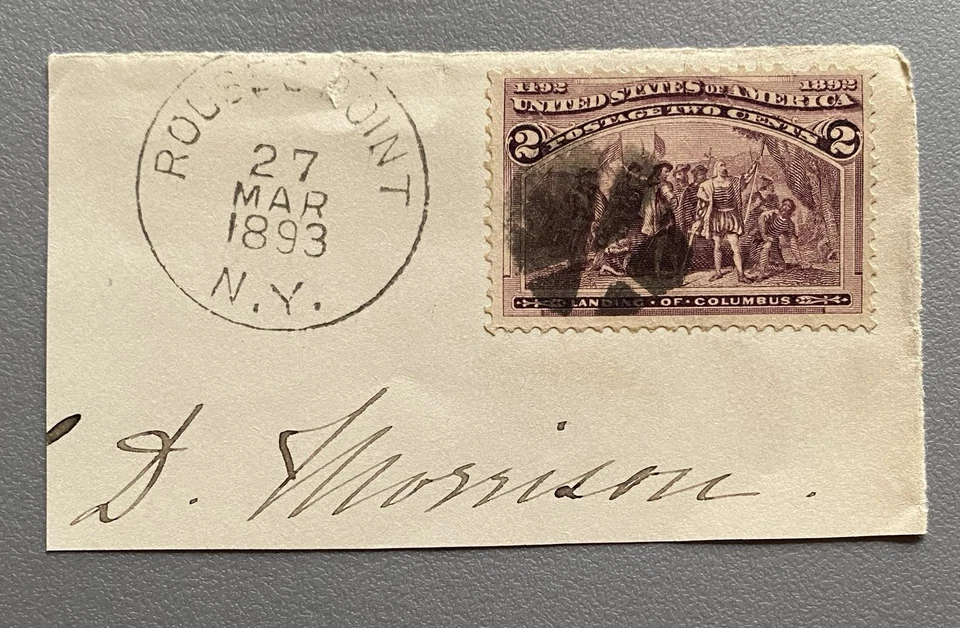 ROUSES POINT
27
MAR
1893
N.Y.
1492 1892
UNITED STATES OF AMERICA
POSTAGE TWO CENTS
2 2
LANDING · OF · COLUMBUS
D. Morrison.